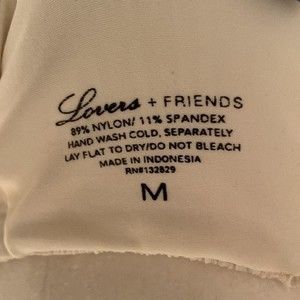 Lovers + FRIENDS
89% NYLON/ 11% SPANDEX
HAND WASH COLD, SEPARATELY
LAY FLAT TO DRY/DO NOT BLEACH
MADE IN INDONESIA
RN#132829
M